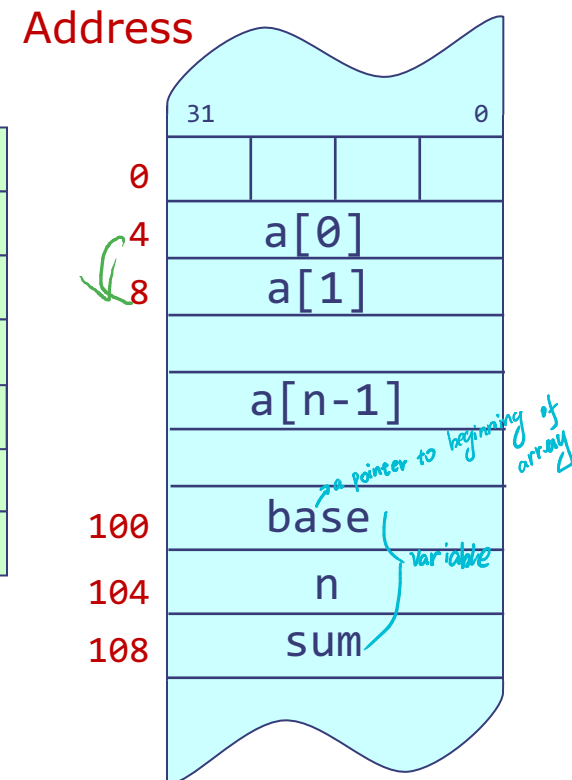 Address
31 0
0
4 a[0]
8 a[1]
a[n-1]
a pointer to beginning of array
100 base
variable
104 n
108 sum